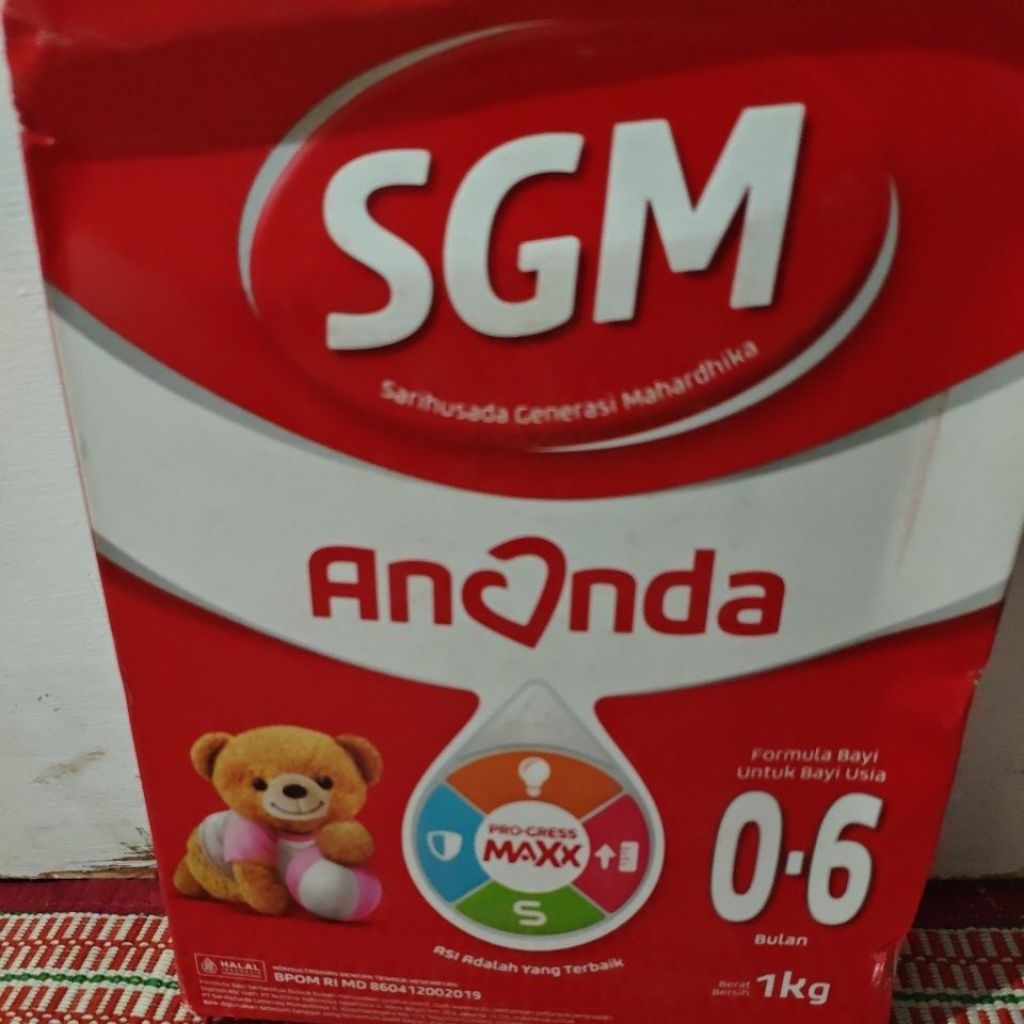 SGM
Sarihusada Generasi Mahardhika
Ananda
PRO-GRESS
MAXX
S
Formula Bayi
Untuk Bayi Usia
0-6
Bulan
ASI Adalah Yang Terbaik
HALAL
INDONESIA
BPOM RI MD 860412002019
Berat
Bersih
1kg